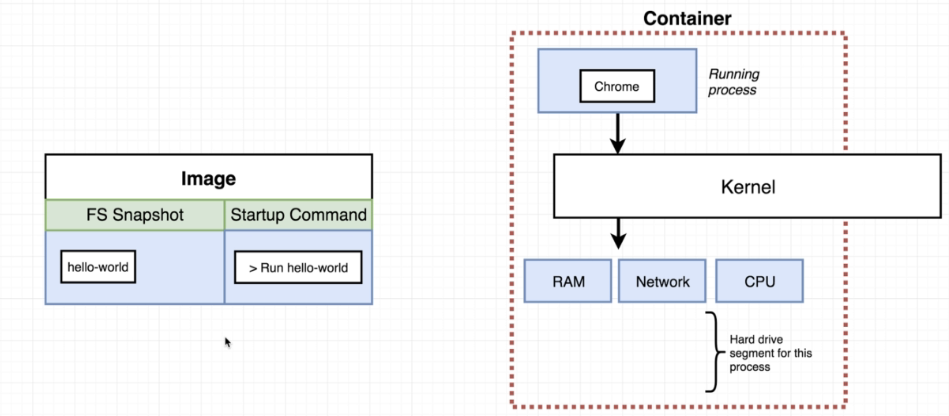 Image
FS Snapshot
Startup Command
hello-world
> Run hello-world
Container
Chrome
Running
process
Kernel
RAM
Network
CPU
Hard drive
segment for this
process